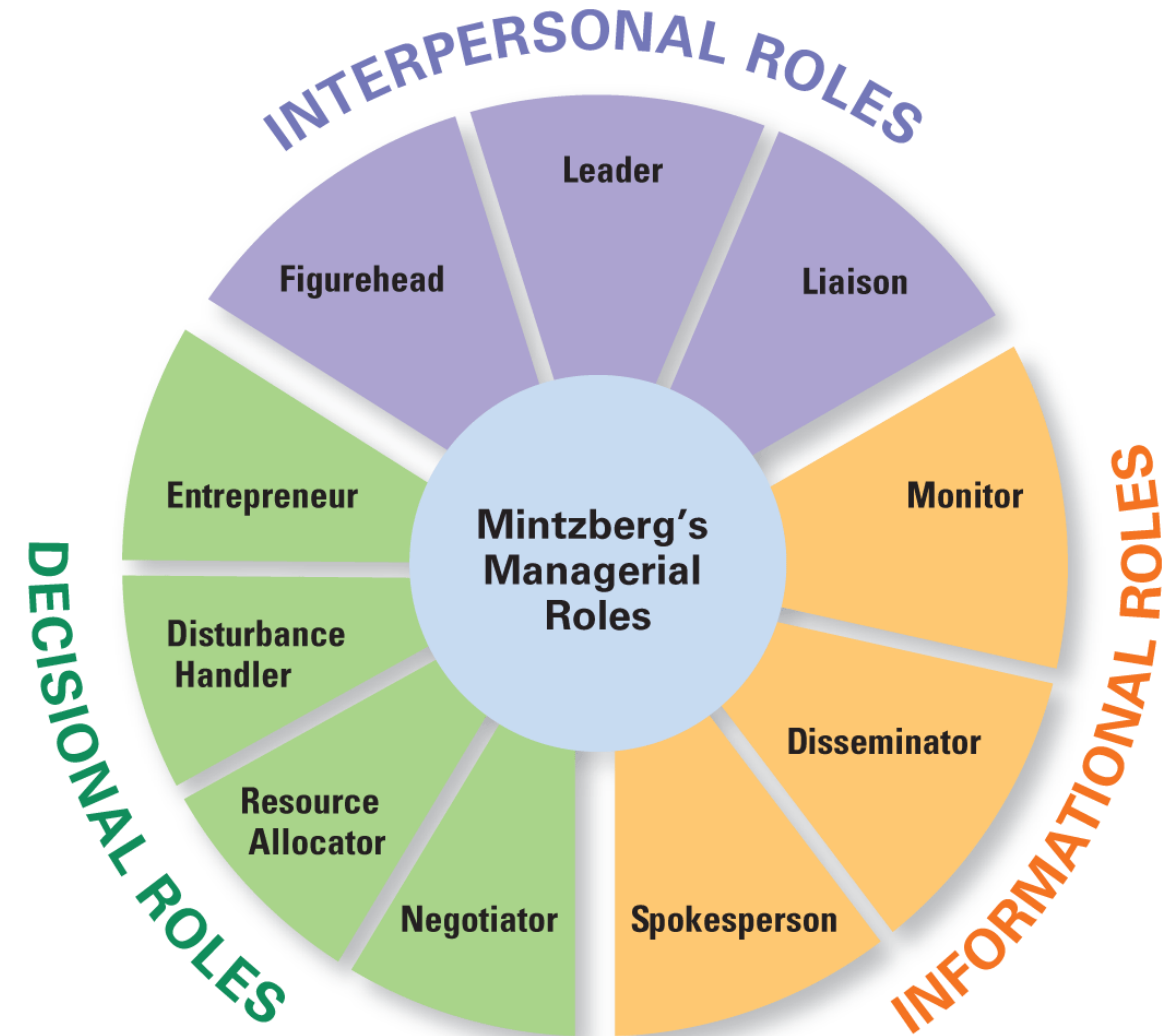 INTERPERSONAL ROLES
Leader
Figurehead
Liaison
Entrepreneur
Monitor
Mintzberg’s
Managerial
Roles
Disturbance
Handler
Disseminator
Resource
Allocator
Negotiator
Spokesperson
DECISIONAL ROLES
INFORMATIONAL ROLES